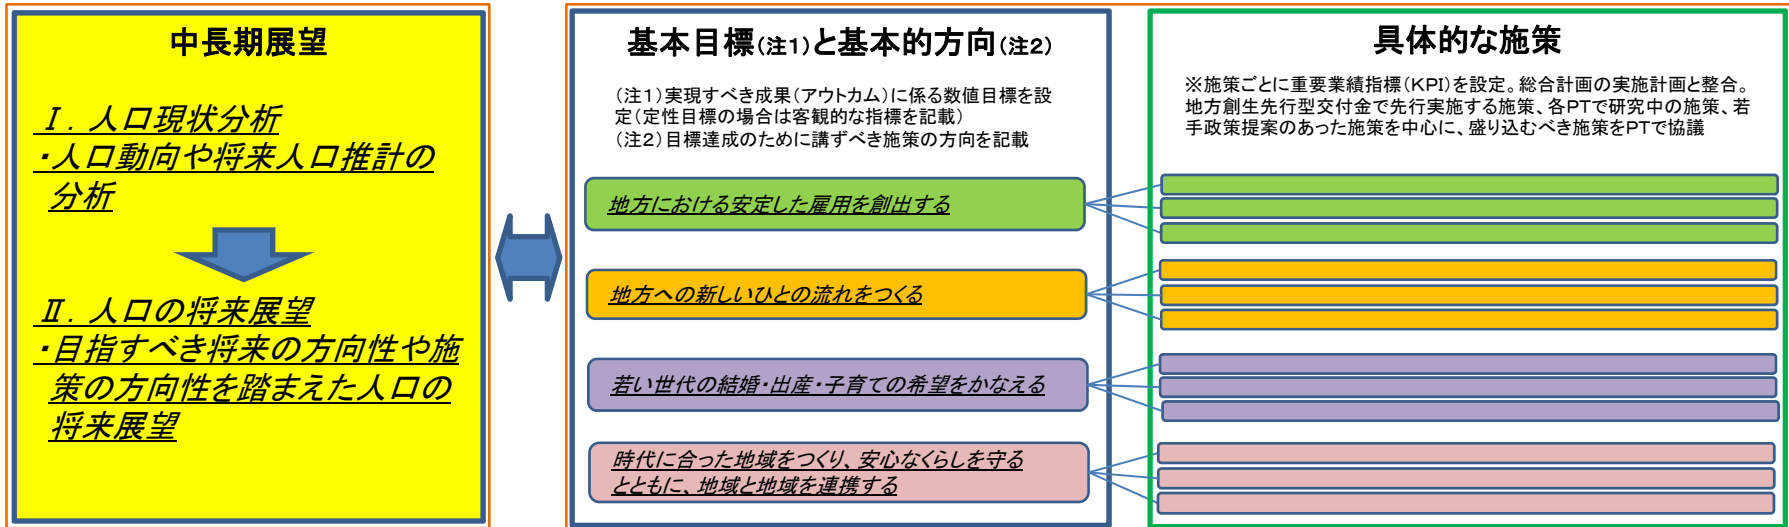 中長期展望
Ⅰ．人口現状分析
・人口動向や将来人口推計の
分析
Ⅱ．人口の将来展望
・目指すべき将来の方向性や施
策の方向性を踏まえた人口の
将来展望
基本目標(注1)と基本的方向(注2)
(注1)実現すべき成果(アウトカム)に係る数値目標を設
定(定性目標の場合は客観的な指標を記載)
(注2)目標達成のために講ずべき施策の方向を記載
地方における安定した雇用を創出する
地方への新しいひとの流れをつくる
若い世代の結婚・出産・子育ての希望をかなえる
時代に合った地域をつくり、安心なくらしを守る
とともに、地域と地域を連携する
具体的な施策
※施策ごとに重要業績指標(KPI)を設定。総合計画の実施計画と整合。
地方創生先行型交付金で先行実施する施策、各PTで研究中の施策、若
手政策提案のあった施策を中心に、盛り込むべき施策をPTで協議